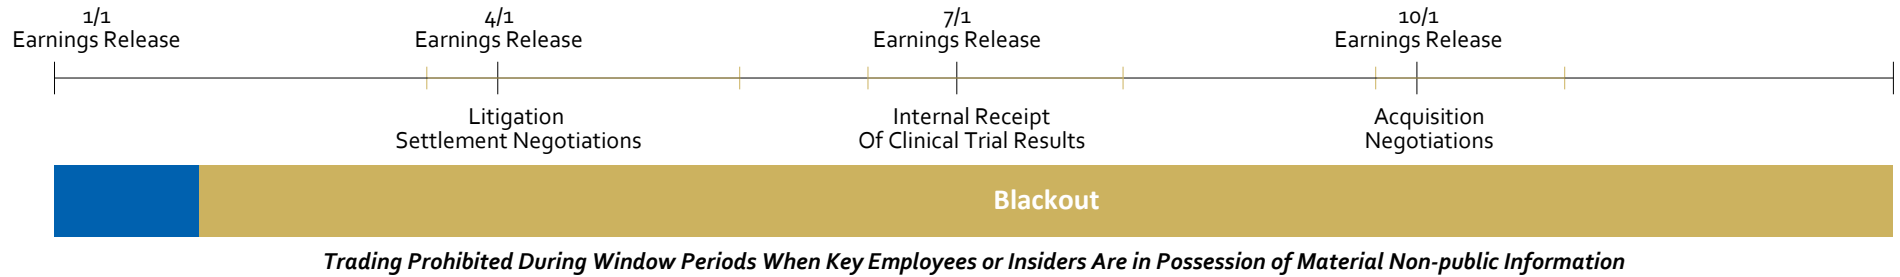 1/1
Earnings Release
4/1
Earnings Release
7/1
Earnings Release
10/1
Earnings Release
Litigation
Settlement Negotiations
Internal Receipt
Of Clinical Trial Results
Acquisition
Negotiations
Blackout
Trading Prohibited During Window Periods When Key Employees or Insiders Are in Possession of Material Non-public Information